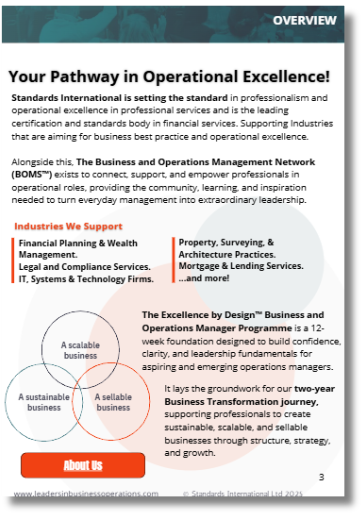 OVERVIEW
Your Pathway in Operational Excellence!
Standards International is setting the standard in professionalism and
operational excellence in professional services and is the leading
certification and standards body in financial services. Supporting Industries
that are aiming for business best practice and operational excellence.
Alongside this, The Business and Operations Management Network
(BOMS™) exists to connect, support, and empower professionals in
operational roles, providing the community, learning, and inspiration
needed to turn everyday management into extraordinary leadership.
Industries We Support
Financial Planning & Wealth
Management.
Legal and Compliance Services.
IT, Systems & Technology Firms.
Property, Surveying, &
Architecture Practices.
Mortgage & Lending Services.
...and more!
The Excellence by Design™ Business and
Operations Manager Programme is a 12-
week foundation designed to build confidence,
clarity, and leadership fundamentals for
aspiring and emerging operations managers.
A scalable
business
A sustainable
business
A sellable
business
It lays the groundwork for our two-year
Business Transformation journey,
supporting professionals to create
sustainable, scalable, and sellable
businesses through structure, strategy,
and growth.
About Us
3
www.leadersinbusinessoperations.com
© Standards International Ltd 2025